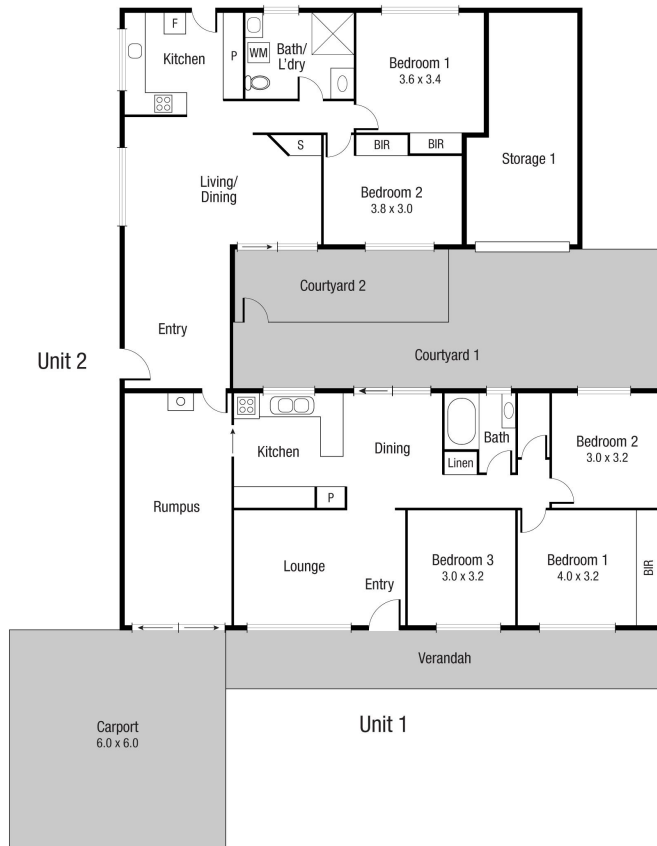 F
Kitchen
P
WM
Bath/
L'dry
Bedroom 1
3.6 x 3.4
Storage 1
S
BIR
BIR
Living/
Dining
Bedroom 2
3.8 x 3.0
Courtyard 2
Entry
Courtyard 1
Unit 2
Kitchen
Dining
Bath
Linen
Bedroom 2
3.0 x 3.2
P
Rumpus
Lounge
Entry
Bedroom 3
3.0 x 3.2
Bedroom 1
4.0 x 3.2
BIR
Verandah
Carport
6.0 x 6.0
Unit 1